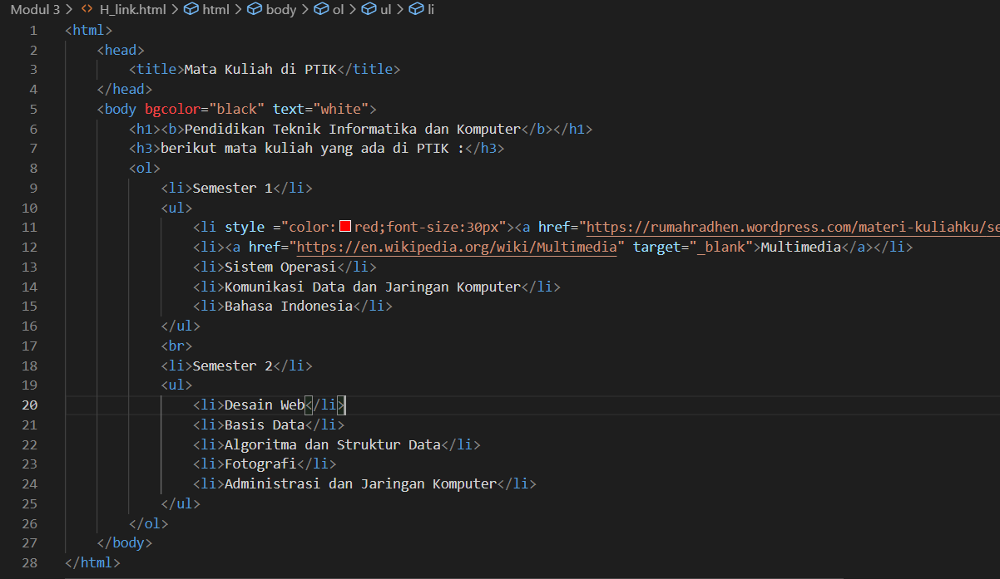 Modul 3 > <> H_link.html > html > body > ol > ul > li
1 <html>
2 <head>
3 <title>Mata Kuliah di PTIK</title>
4 </head>
5 <body bgcolor="black" text="white">
6 <h1><b>Pendidikan Teknik Informatika dan Komputer</b></h1>
7 <h3>berikut mata kuliah yang ada di PTIK :</h3>
8 <ol>
9 <li>Semester 1</li>
10 <ul>
11 <li style ="color:red;font-size:30px"><a href="https://rumahradhen.wordpress.com/materi-kuliahku/se
12 <li><a href="https://en.wikipedia.org/wiki/Multimedia" target="_blank">Multimedia</a></li>
13 <li>Sistem Operasi</li>
14 <li>Komunikasi Data dan Jaringan Komputer</li>
15 <li>Bahasa Indonesia</li>
16 </ul>
17 <br>
18 <li>Semester 2</li>
19 <ul>
20 <li>Desain Web</li>
21 <li>Basis Data</li>
22 <li>Algoritma dan Struktur Data</li>
23 <li>Fotografi</li>
24 <li>Administrasi dan Jaringan Komputer</li>
25 </ul>
26 </ol>
27 </body>
28 </html>